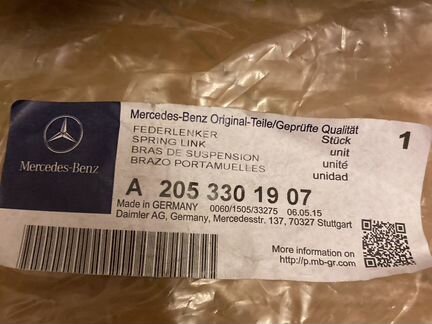 Mercedes-Benz Original-Teile/Geprüfte Qualität
FEDERLENKER
SPRING LINK
BRAS DE SUSPENSION
BRAZO PORTAMUELLES
Stück
unit
unité
unidad
1
Mercedes-Benz
A 205 330 19 07
Made in GERMANY 0060/1505/33275 06.05.15
Daimler AG, Germany, Mercedesstr. 137, 70327 Stuttgart
More information on
http://p.mb-gr.com